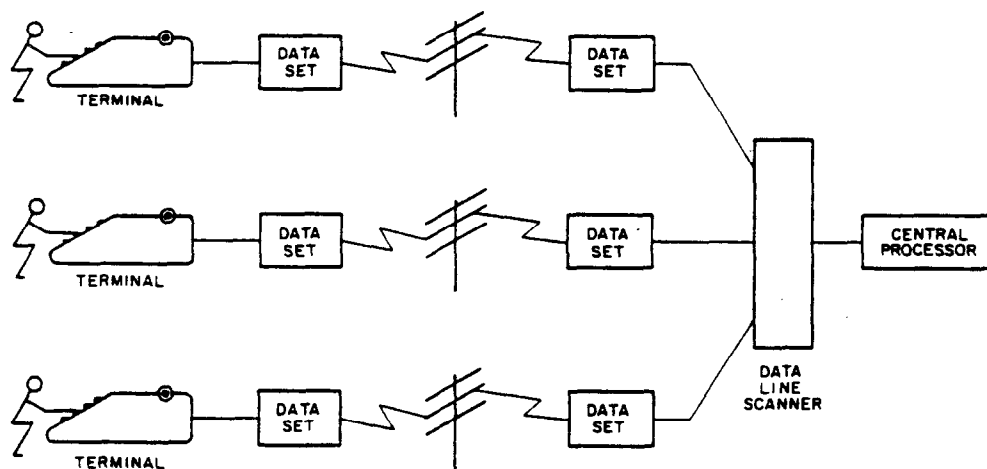 DATA
SET
DATA
SET
TERMINAL
DATA
SET
DATA
SET
CENTRAL
PROCESSOR
TERMINAL
DATA
LINE
SCANNER
DATA
SET
DATA
SET
TERMINAL